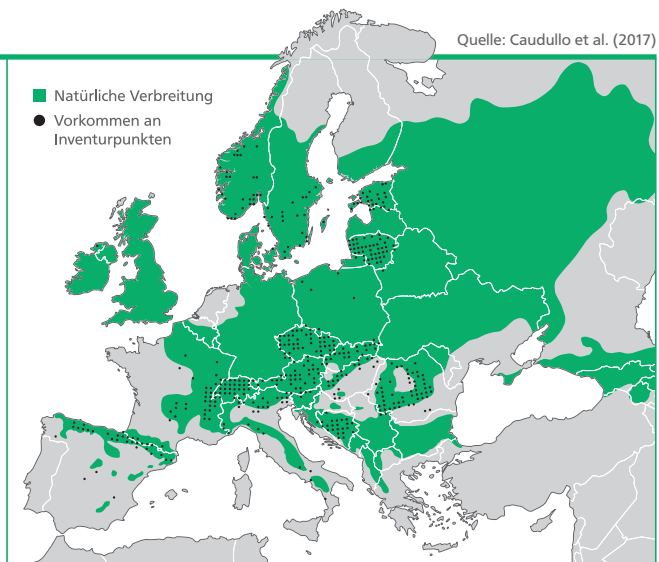 Quelle: Caudullo et al. (2017)
Natürliche Verbreitung
Vorkommen an
Inventurpunkten